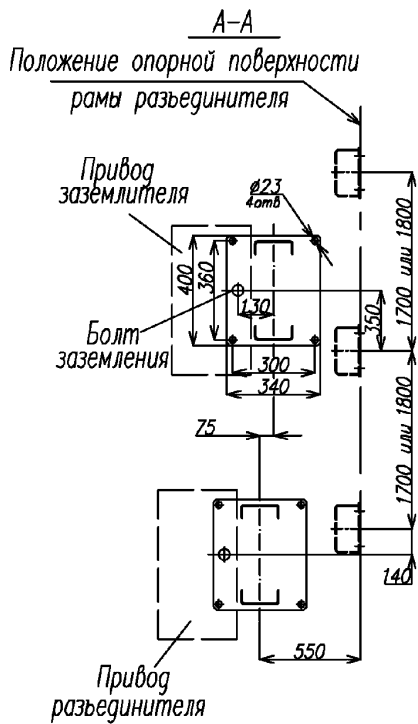 А-А
Положение опорной поверхности
рамы разъединителя
Привод
заземлителя
ø23
4отв
400
360
130
Болт
заземления
300
340
350
1700 или 1800
1700 или 1800
75
140
550
Привод
разъединителя